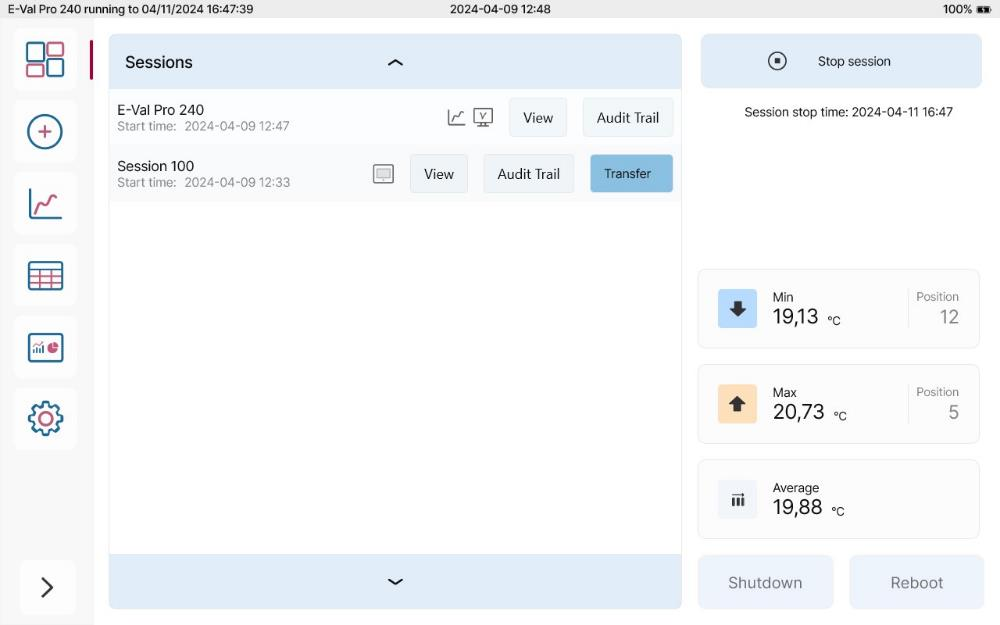 E-Val Pro 240 running to 04/11/2024 16:47:39
2024-04-09 12:48
100%
Sessions
E-Val Pro 240
Start time: 2024-04-09 12:47
V
View
Audit Trail
Session 100
Start time: 2024-04-09 12:33
View
Audit Trail
Transfer
Stop session
Session stop time: 2024-04-11 16:47
Min
19,13 °C
Position
12
Max
20,73 °C
Position
5
Average
19,88 °C
Shutdown
Reboot